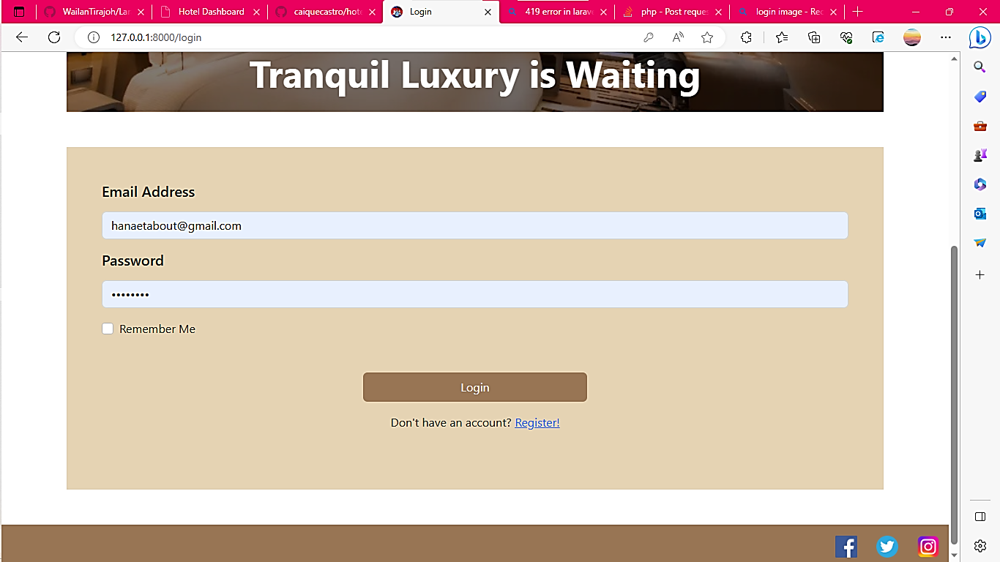 WailanTirajoh/Lar
Hotel Dashboard
caiquecastro/hote
Login
419 error in larave
php - Post reques
login image - Rec
127.0.0.1:8000/login
Tranquil Luxury is Waiting
Email Address
hanaetabout@gmail.com
Password
••••••••
Remember Me
Login
Don't have an account? Register!